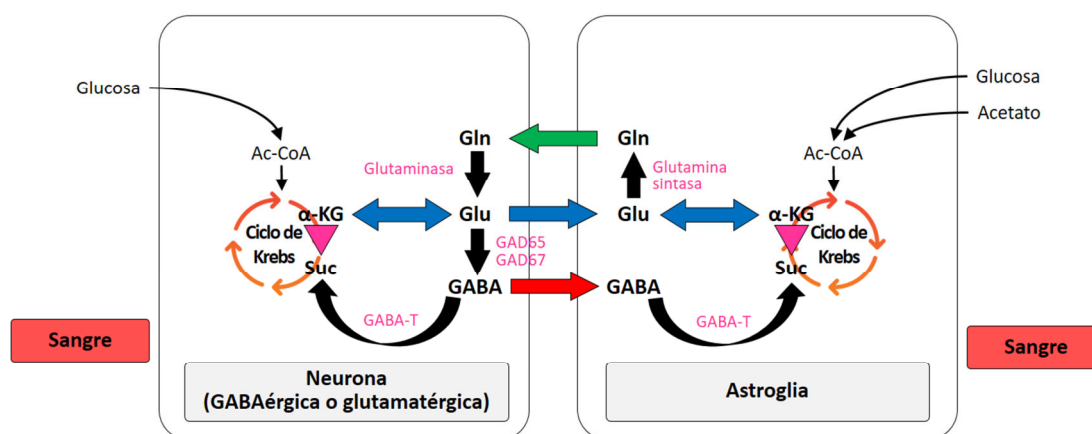 Glucosa
Ac-CoA
Gln
Glutaminasa
α-KG
Glu
Ciclo de
Krebs
GAD65
GAD67
Suc
GABA
GABA-T
Sangre
Neurona
(GABAérgica o glutamatérgica)
Glucosa
Acetato
Gln
Ac-CoA
Glutamina
sintasa
Glu
α-KG
Ciclo de
Krebs
Suc
GABA
GABA-T
Sangre
Astroglia